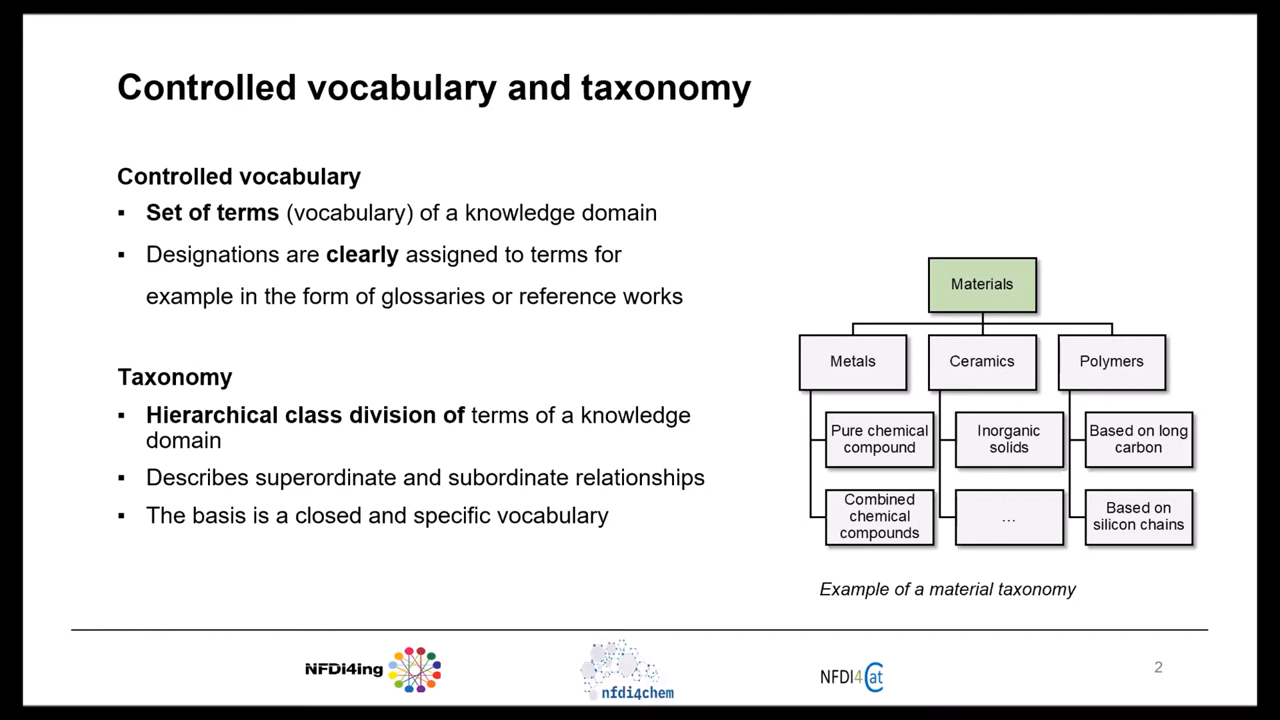 Controlled vocabulary and taxonomy
Controlled vocabulary
▪ Set of terms (vocabulary) of a knowledge domain
▪ Designations are clearly assigned to terms for
example in the form of glossaries or reference works
Taxonomy
▪ Hierarchical class division of terms of a knowledge
domain
▪ Describes superordinate and subordinate relationships
▪ The basis is a closed and specific vocabulary
Materials
Metals
Ceramics
Polymers
Pure chemical
compound
Inorganic
solids
Based on long
carbon
Combined
chemical
compounds
...
Based on
silicon chains
Example of a material taxonomy
NFDi4ing
nfdi4chem
NFDI4Cat
2